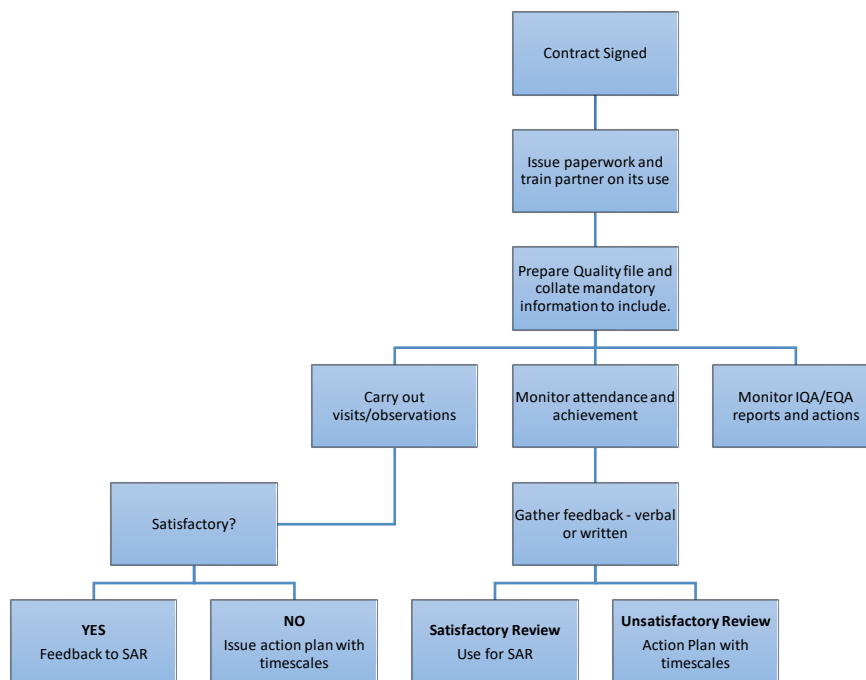 Contract Signed
Issue paperwork and
train partner on its use
Prepare Quality file and
collate mandatory
information to include.
Carry out
visits/observations
Monitor attendance and
achievement
Monitor IQA/EQA
reports and actions
Satisfactory?
Gather feedback - verbal
or written
YES
Feedback to SAR
NO
Issue action plan with
timescales
Satisfactory Review
Use for SAR
Unsatisfactory Review
Action Plan with
timescales